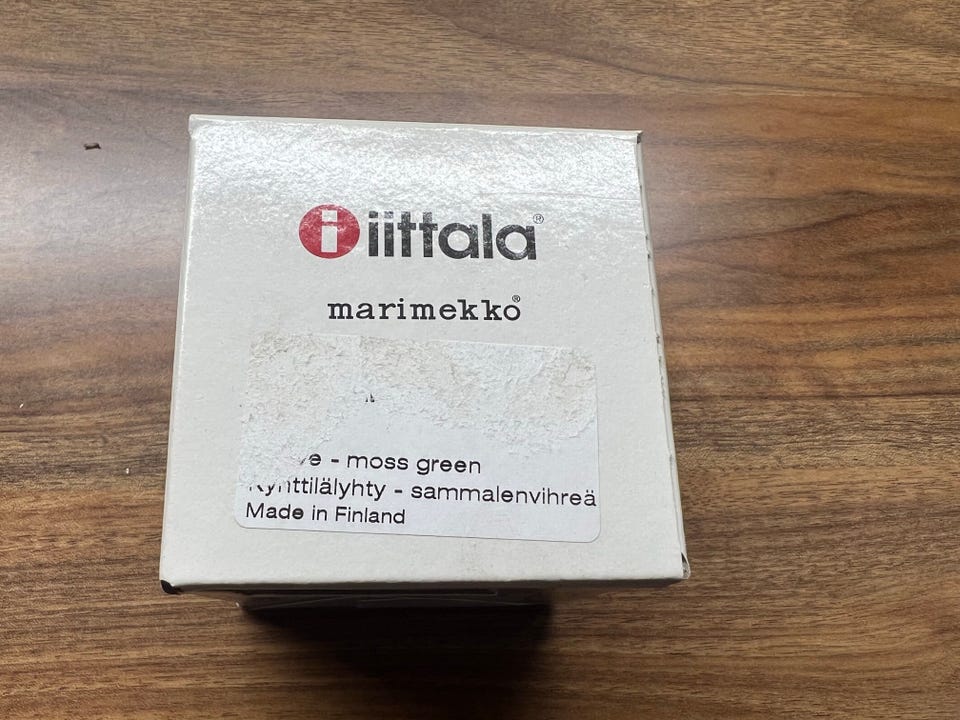 iittala®
marimekko®
- moss green
Kynttilälyhty - sammalenvihreä
Made in Finland